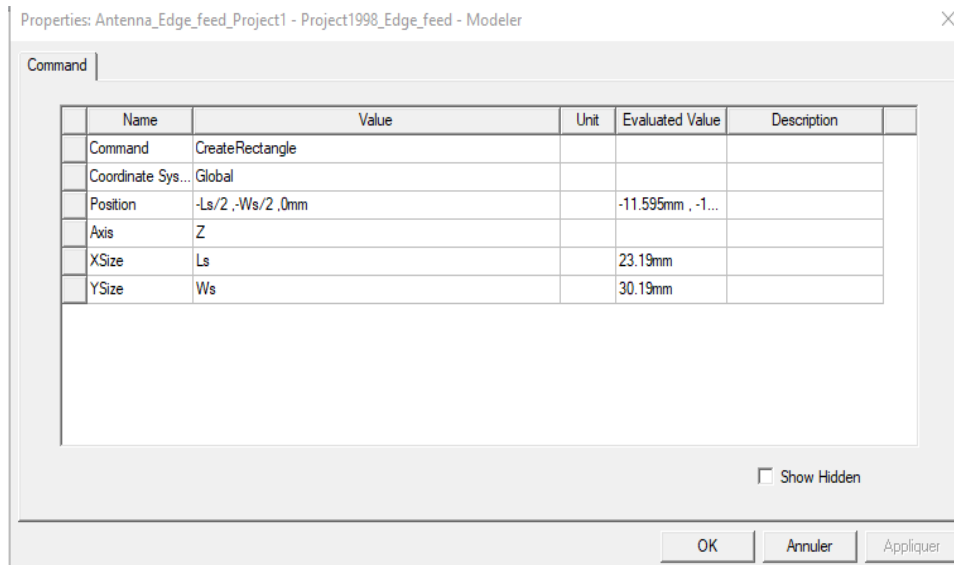 Properties: Antenna_Edge_feed_Project1 - Project1998_Edge_feed - Modeler
Command
Name Value Unit Evaluated Value Description
Command CreateRectangle
Coordinate Sys... Global
Position -Ls/2 ,-Ws/2 ,0mm -11.595mm , -1...
Axis Z
XSize Ls 23.19mm
YSize Ws 30.19mm
Show Hidden
OK Annuler Appliquer